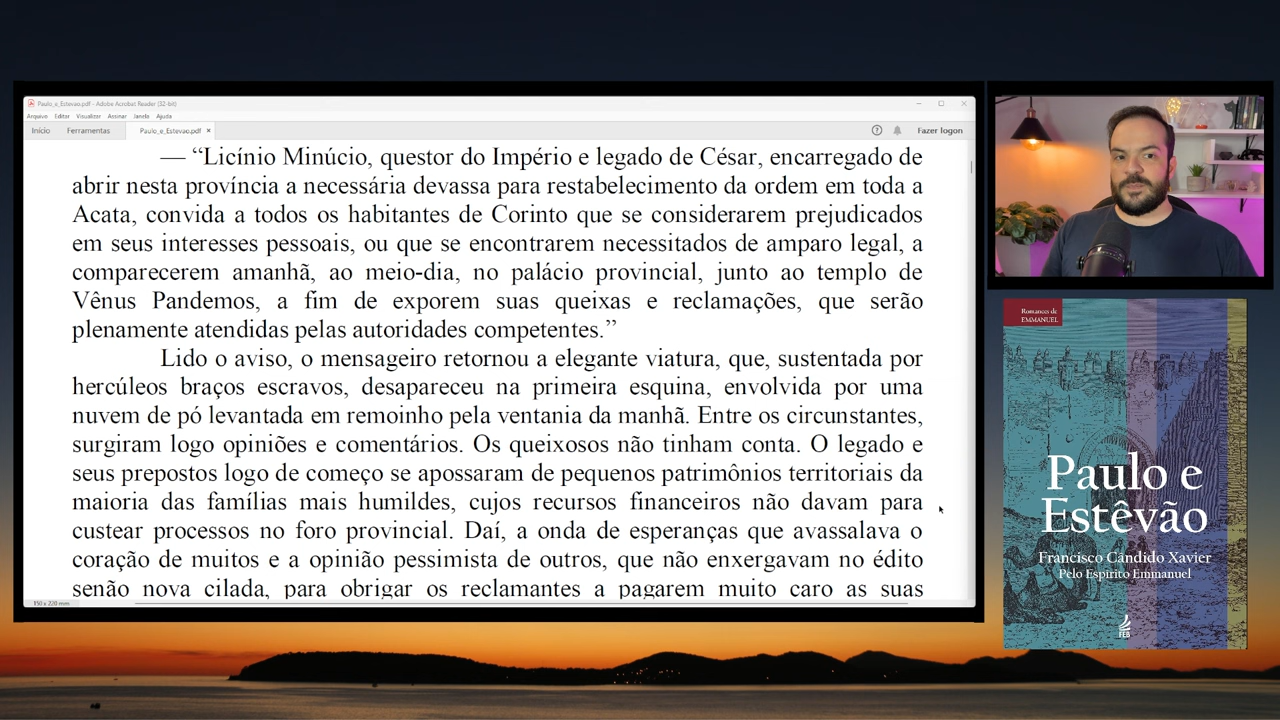 Paulo_e_Estevao.pdf - Adobe Acrobat Reader (32-bit)
Arquivo Editar Visualizar Assinar Janela Ajuda
Início Ferramentas Paulo_e_Estevao.pdf × Fazer logon
— “Licínio Minúcio, questor do Império e legado de César, encarregado de
abrir nesta província a necessária devassa para restabelecimento da ordem em toda a
Acata, convida a todos os habitantes de Corinto que se considerarem prejudicados
em seus interesses pessoais, ou que se encontrarem necessitados de amparo legal, a
comparecerem amanhã, ao meio-dia, no palácio provincial, junto ao templo de
Vênus Pandemos, a fim de exporem suas queixas e reclamações, que serão
plenamente atendidas pelas autoridades competentes.”
Lido o aviso, o mensageiro retornou a elegante viatura, que, sustentada por
hercúleos braços escravos, desapareceu na primeira esquina, envolvida por uma
nuvem de pó levantada em remoinho pela ventania da manhã. Entre os circunstantes,
surgiram logo opiniões e comentários. Os queixosos não tinham conta. O legado e
seus prepostos logo de começo se apossaram de pequenos patrimônios territoriais da
maioria das famílias mais humildes, cujos recursos financeiros não davam para
custear processos no foro provincial. Daí, a onda de esperanças que avassalava o
coração de muitos e a opinião pessimista de outros, que não enxergavam no édito
senão nova cilada, para obrigar os reclamantes a pagarem muito caro as suas
150 x 220 mm
Romances de
EMMANUEL
Paulo e
Estêvão
Francisco Cândido Xavier
Pelo Espírito Emmanuel
FEB